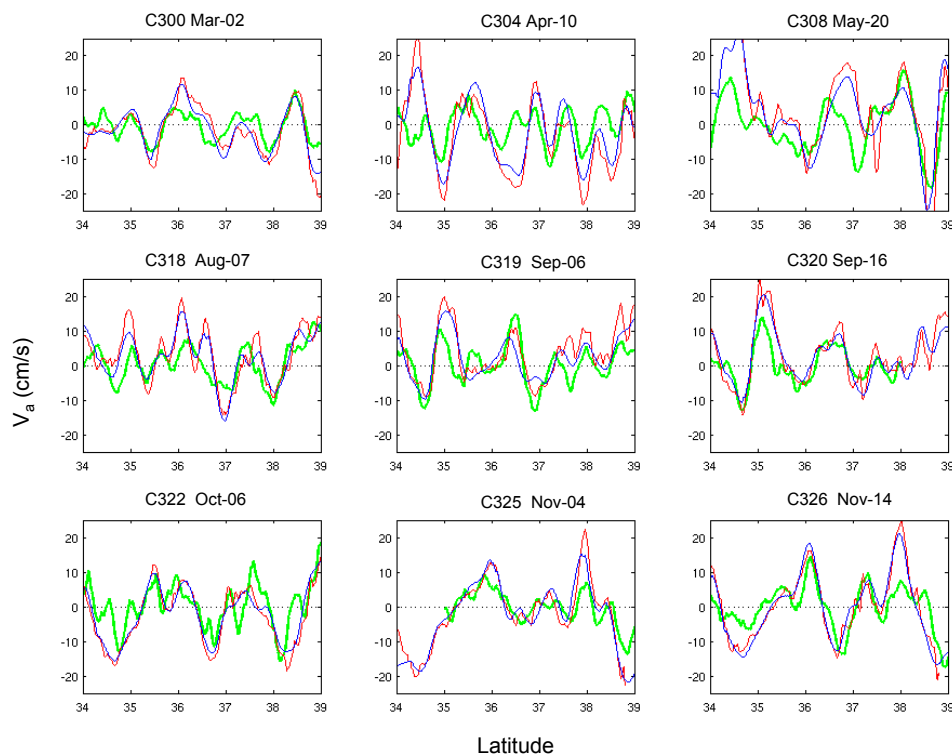 C300 Mar-02
C304 Apr-10
C308 May-20
20
10
0
-10
-20
34 35 36 37 38 39
20
10
0
-10
-20
34 35 36 37 38 39
20
10
0
-10
-20
34 35 36 37 38 39
C318 Aug-07
C319 Sep-06
C320 Sep-16
20
10
0
-10
-20
34 35 36 37 38 39
20
10
0
-10
-20
34 35 36 37 38 39
20
10
0
-10
-20
34 35 36 37 38 39
Va (cm/s)
C322 Oct-06
C325 Nov-04
C326 Nov-14
20
10
0
-10
-20
34 35 36 37 38 39
20
10
0
-10
-20
34 35 36 37 38 39
20
10
0
-10
-20
34 35 36 37 38 39
Latitude